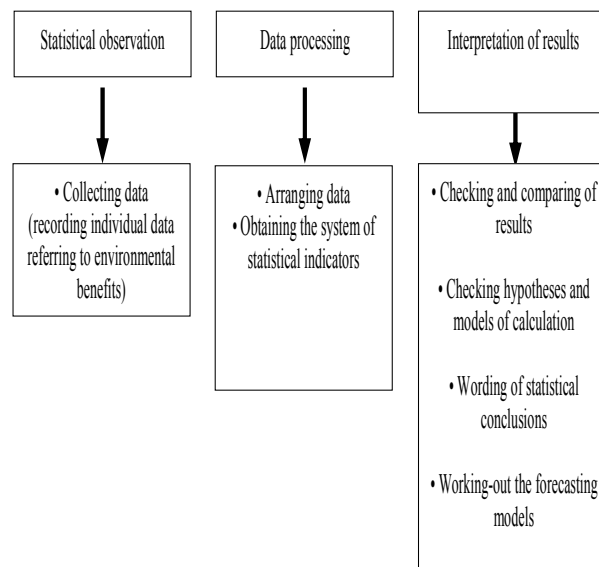 Statistical observation
Data processing
Interpretation of results
• Collecting data
(recording individual data
referring to environmental
benefits)
• Arranging data
• Obtaining the system of
statistical indicators
• Checking and comparing of
results
• Checking hypotheses and
models of calculation
• Wording of statistical
conclusions
• Working-out the forecasting
models